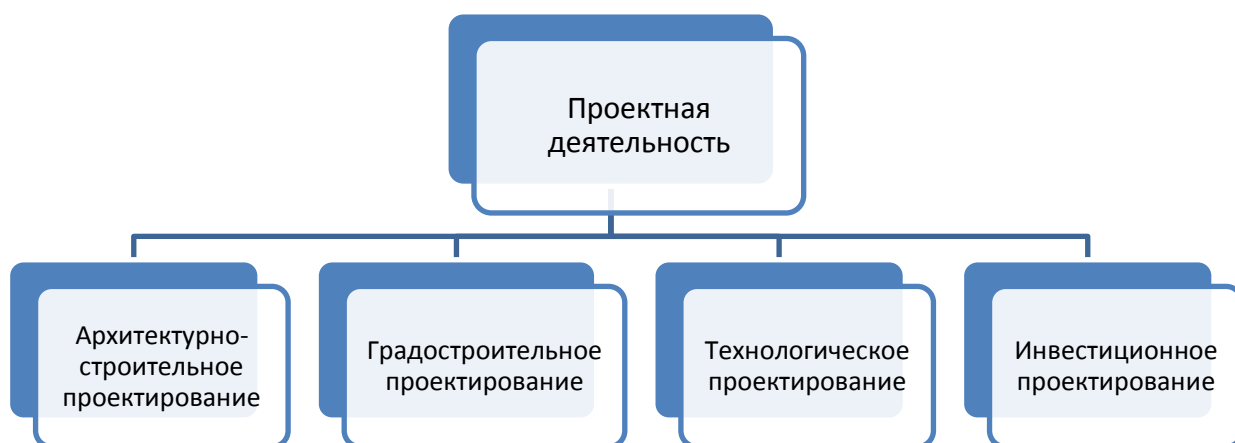 Проектная
деятельность
Архитектурно-
строительное
проектирование
Градостроительное
проектирование
Технологическое
проектирование
Инвестиционное
проектирование